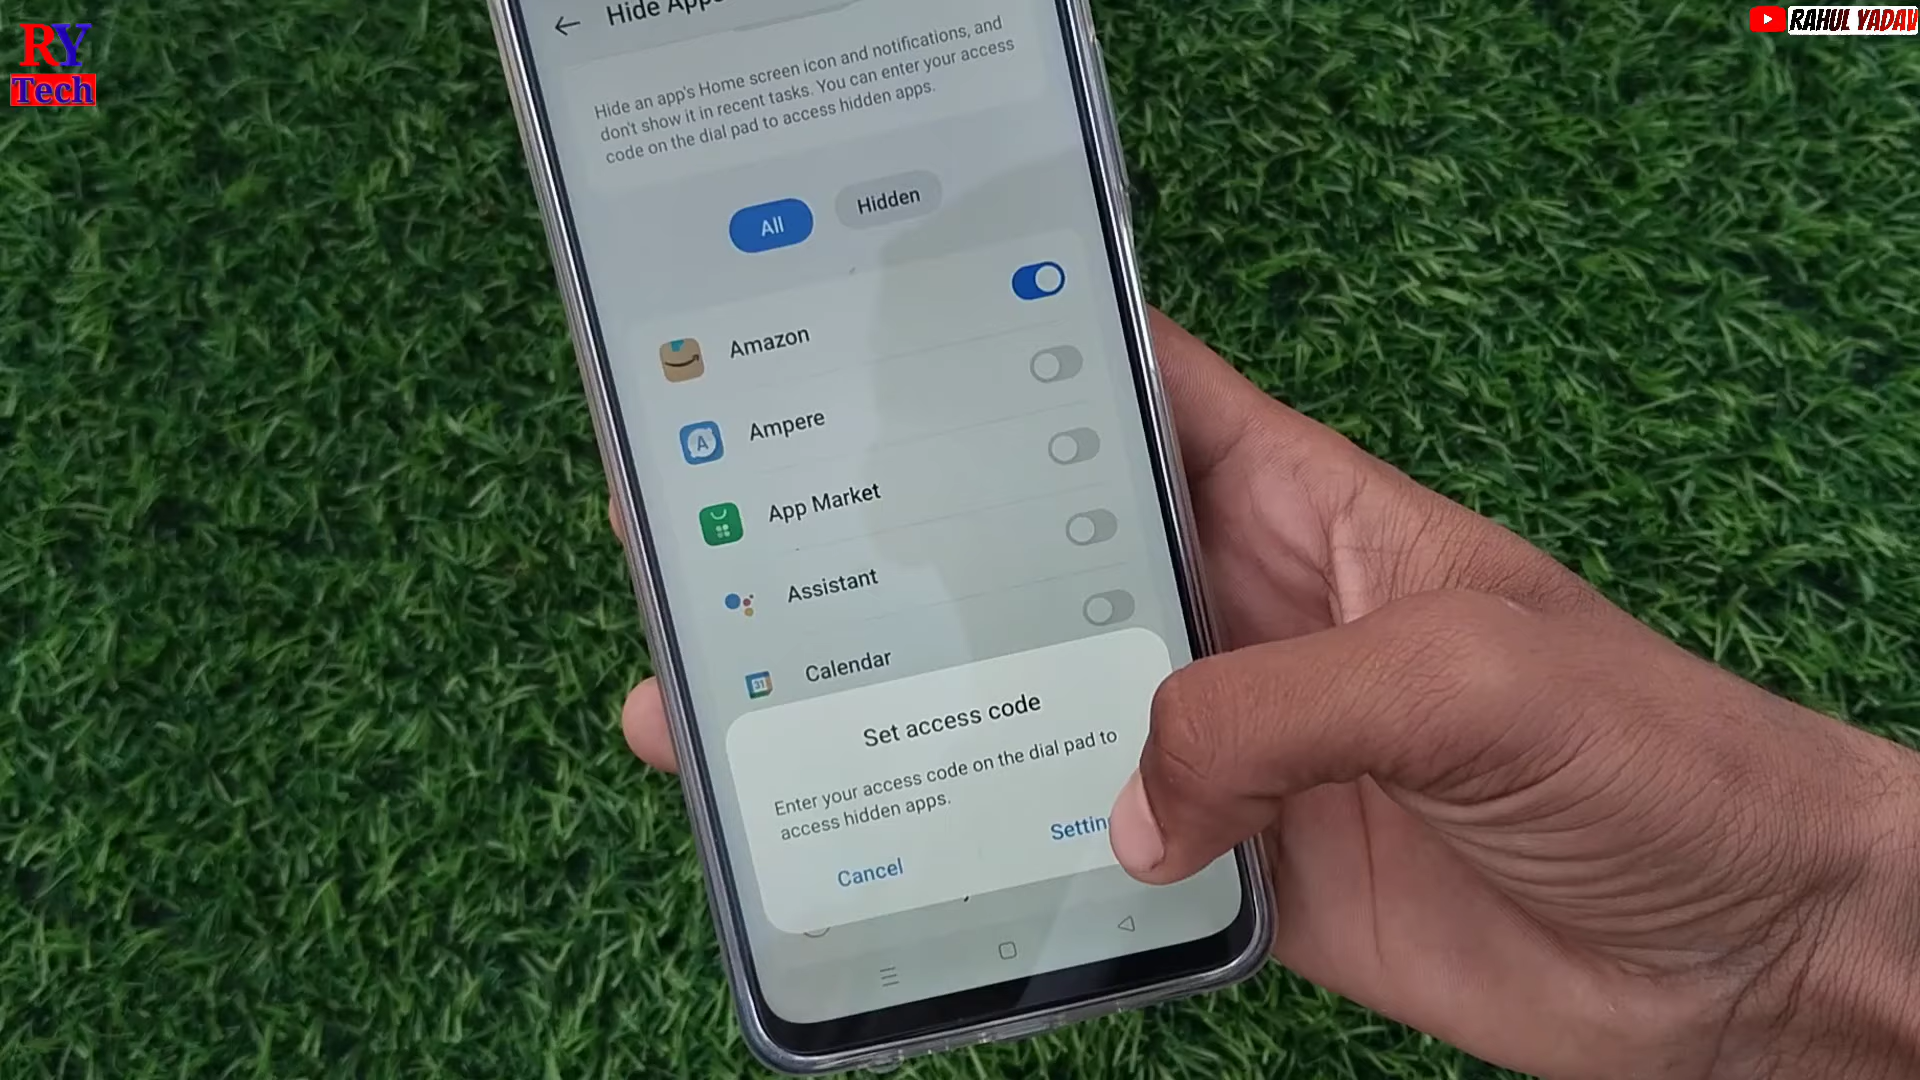 RY
Tech
RAHUL YADAV
Hide
Hide an app's Home screen icon and notifications, and
don't show it in recent tasks. You can enter your access
code on the dial pad to access hidden apps.
All
Hidden
Amazon
Ampere
App Market
Assistant
31
Calendar
Set access code
Enter your access code on the dial pad to
access hidden apps.
Cancel